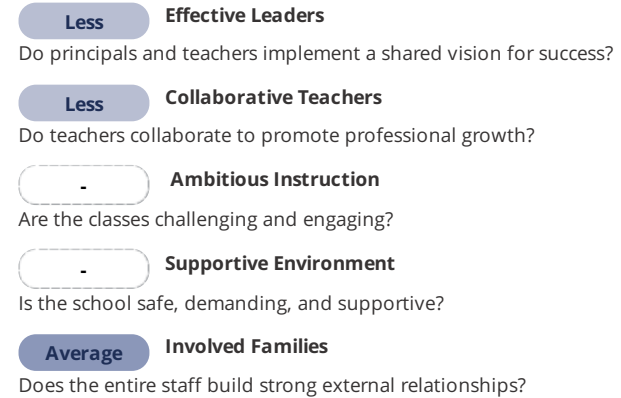 Less Effective Leaders
Do principals and teachers implement a shared vision for success?
Less Collaborative Teachers
Do teachers collaborate to promote professional growth?
- Ambitious Instruction
Are the classes challenging and engaging?
- Supportive Environment
Is the school safe, demanding, and supportive?
Average Involved Families
Does the entire staff build strong external relationships?